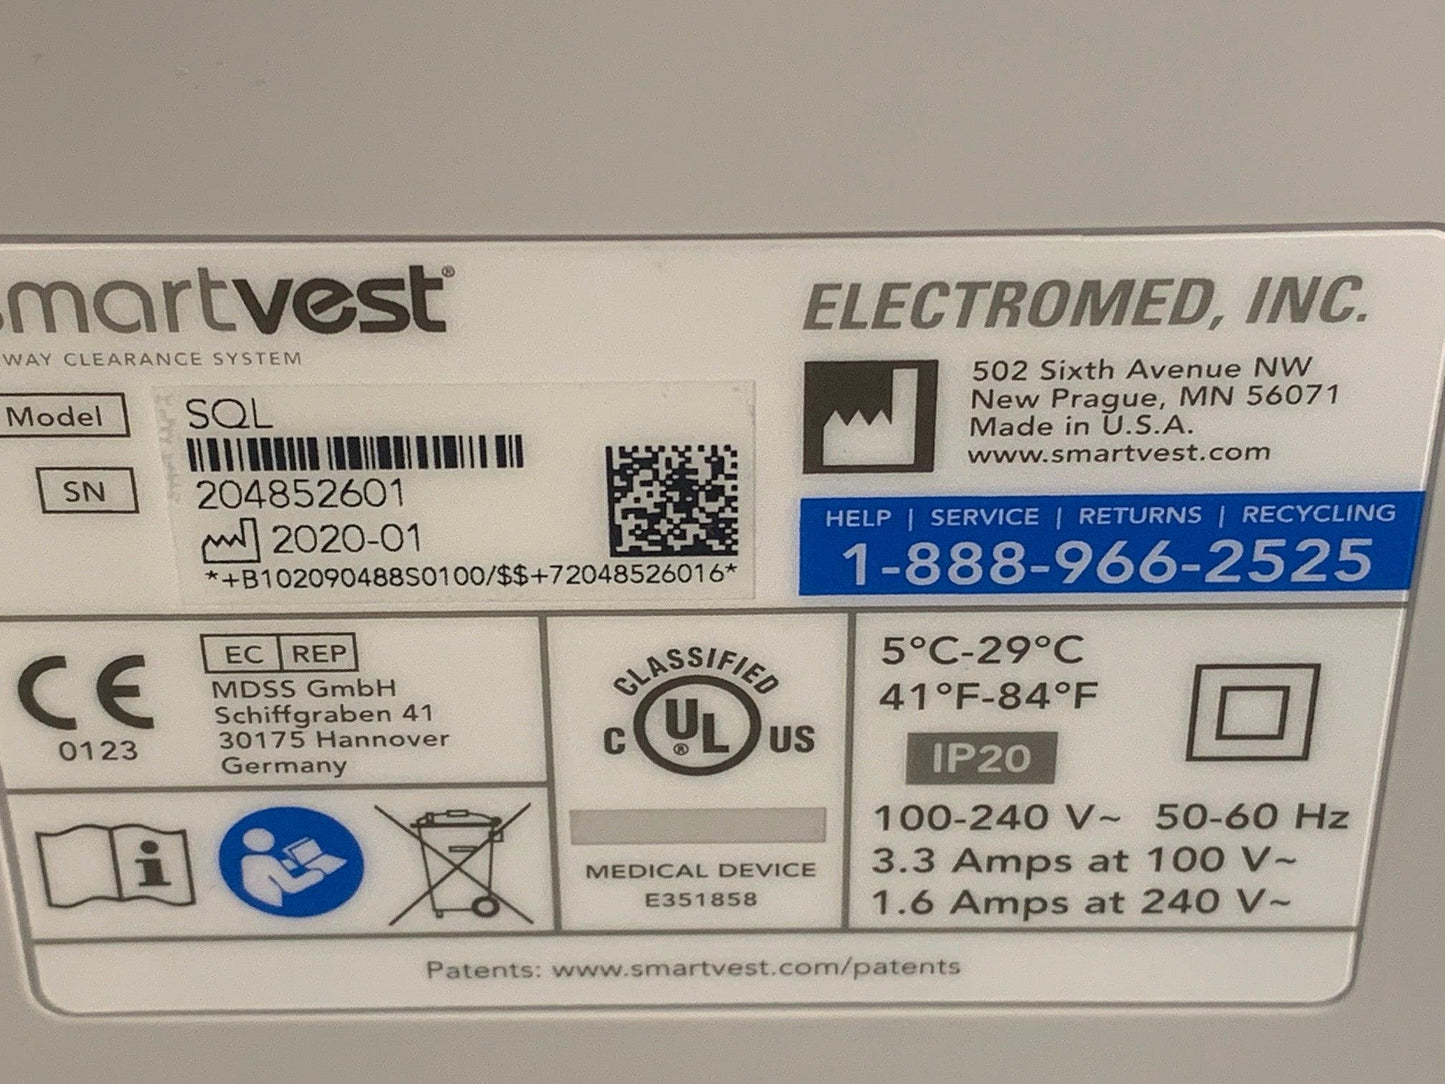 smartvest®
WAY CLEARANCE SYSTEM
Model
SQL
SN
204852601
2020-01
*+B102090488S0100/$$+72048526016*
ELECTROMED, INC.
502 Sixth Avenue NW
New Prague, MN 56071
Made in U.S.A.
www.smartvest.com
HELP | SERVICE | RETURNS | RECYCLING
1-888-966-2525
CE
0123
EC REP
MDSS GmbH
Schiffgraben 41
30175 Hannover
Germany
CLASSIFIED
C UL® US
MEDICAL DEVICE
E351858
5°C-29°C
41°F-84°F
IP20
100-240 V~ 50-60 Hz
3.3 Amps at 100 V~
1.6 Amps at 240 V~
Patents: www.smartvest.com/patents